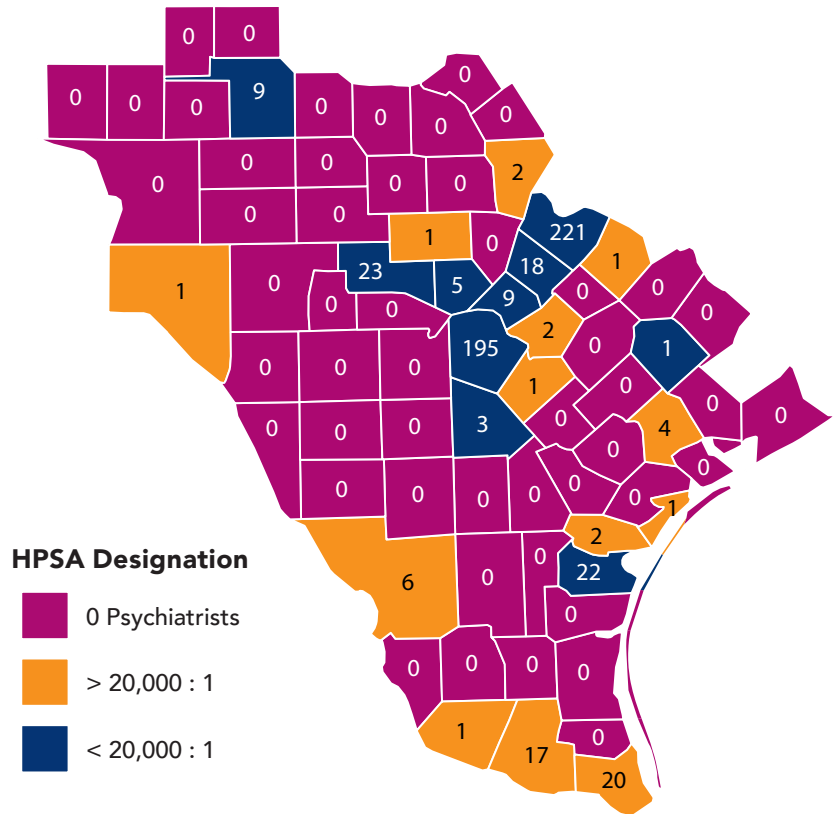 0 0
0 0 0 9 0 0 0 0 0
0 0 0 0 0 2
0 0
1 0 221
1 0 23 5 18 1
0 0 9 0 0 0
195 2 0 1
0 0 0 1 0 0 0
0 0 0 3 0 0 4
0 0 0 0 0 0 0 0
1
2
6 0 0 22
0
0 0 0 0
1 17 0
20
HPSA Designation
0 Psychiatrists
> 20,000 : 1
< 20,000 : 1